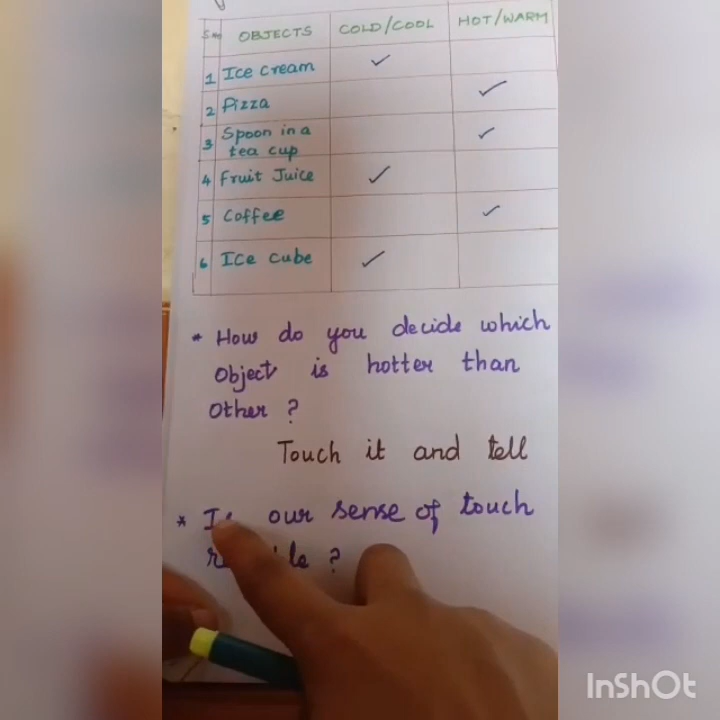 S.no OBJECTS COLD/COOL HOT/WARM
1 Ice cream ✓
2 Pizza ✓
3 Spoon in a
tea cup ✓
4 Fruit Juice ✓
5 Coffee ✓
6 Ice cube ✓
* How do you decide which
Object is hotter than
Other ?
Touch it and tell
* Is our sense of touch
?
InShOt